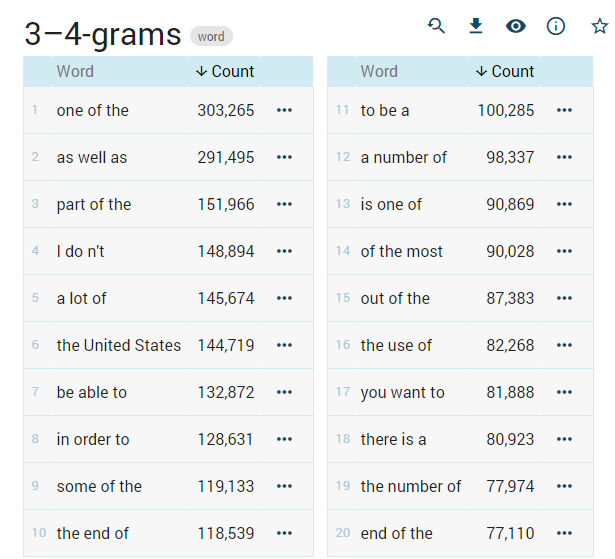 3–4-grams word
Word ↓ Count
1 one of the 303,265 •••
2 as well as 291,495 •••
3 part of the 151,966 •••
4 I do n't 148,894 •••
5 a lot of 145,674 •••
6 the United States 144,719 •••
7 be able to 132,872 •••
8 in order to 128,631 •••
9 some of the 119,133 •••
10 the end of 118,539 •••
Word ↓ Count
11 to be a 100,285 •••
12 a number of 98,337 •••
13 is one of 90,869 •••
14 of the most 90,028 •••
15 out of the 87,383 •••
16 the use of 82,268 •••
17 you want to 81,888 •••
18 there is a 80,923 •••
19 the number of 77,974 •••
20 end of the 77,110 •••